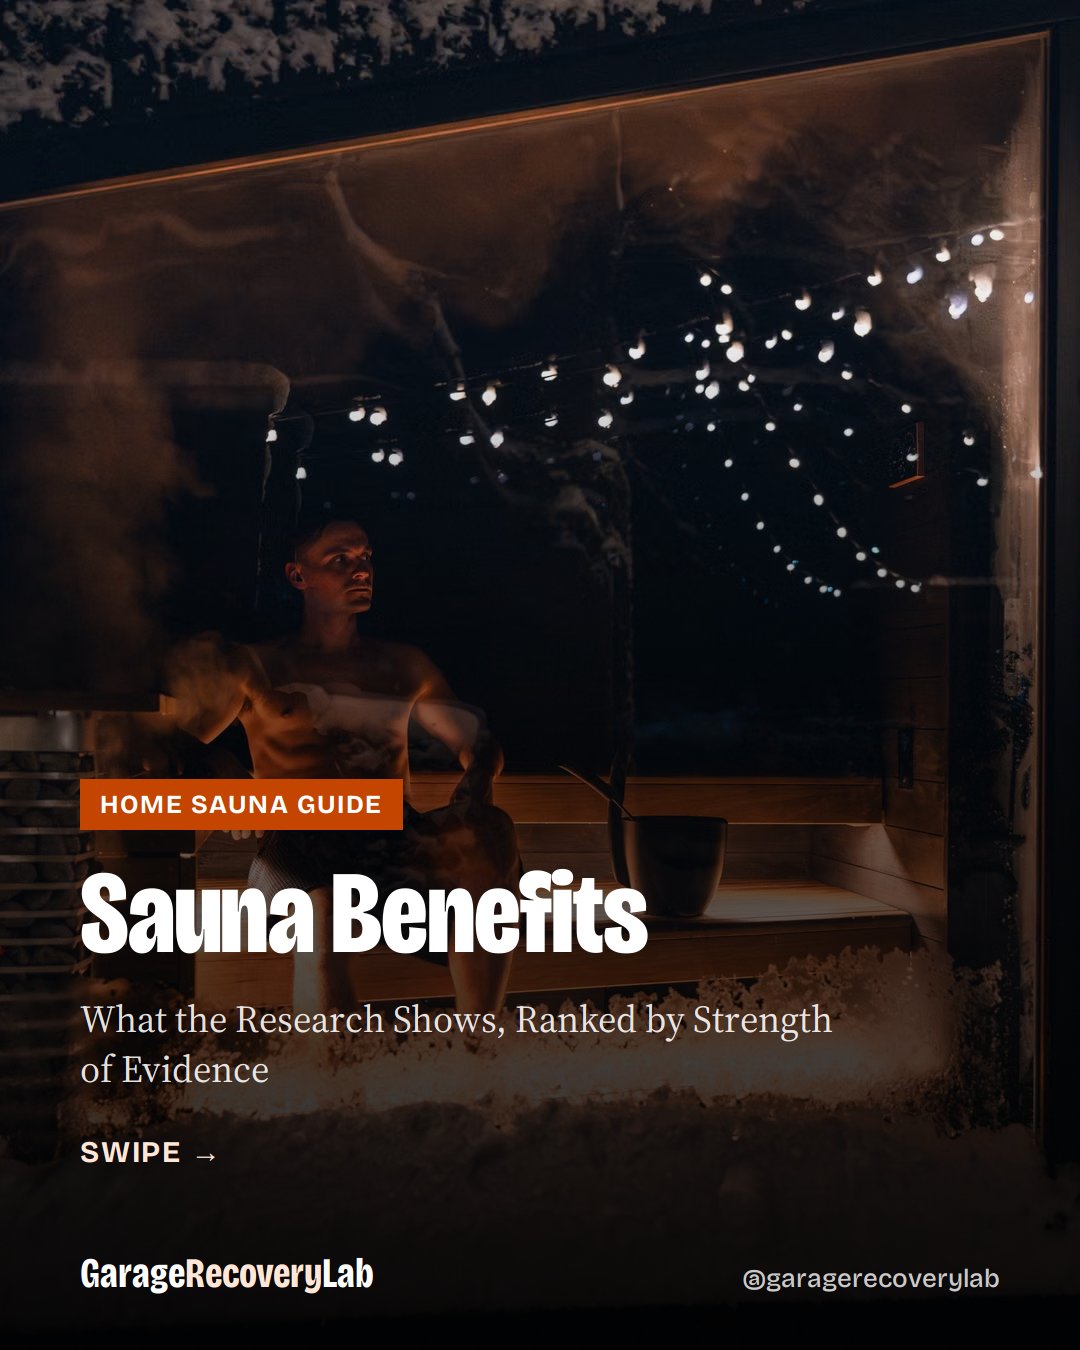 HOME SAUNA GUIDE
Sauna Benefits
What the Research Shows, Ranked by Strength
of Evidence
SWIPE →
GarageRecoveryLab
@garagerecoverylab